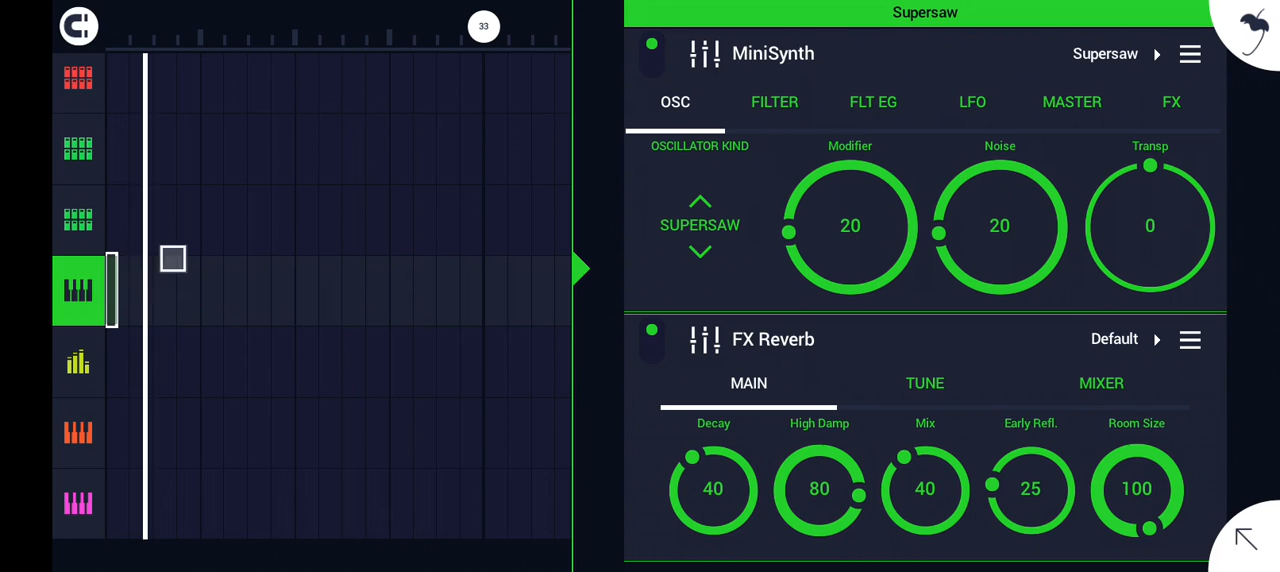 33
Supersaw
MiniSynth
Supersaw
OSC FILTER FLT EG LFO MASTER FX
OSCILLATOR KIND Modifier Noise Transp
SUPERSAW 20 20 0
FX Reverb
Default
MAIN TUNE MIXER
Decay High Damp Mix Early Refl. Room Size
40 80 40 25 100